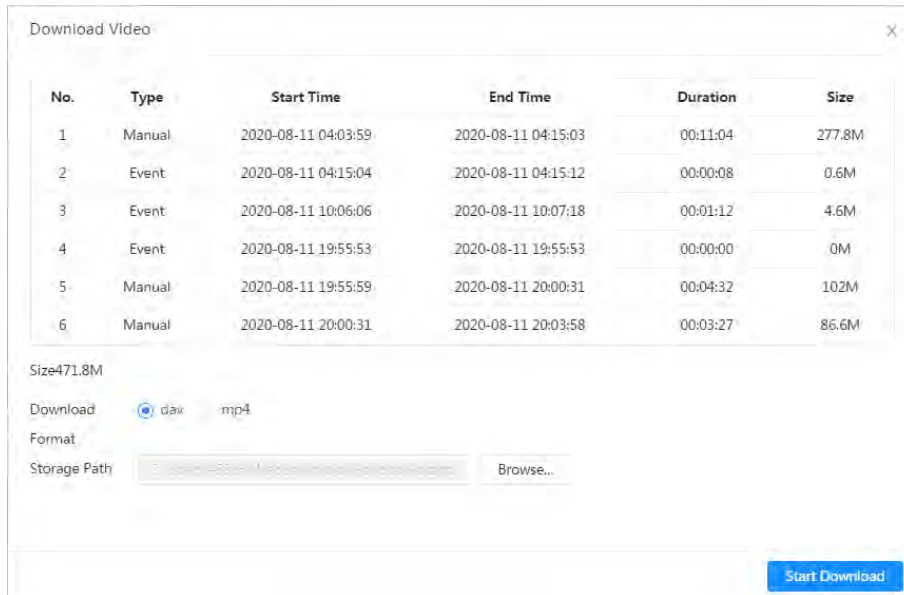 Download Video X
No. Type Start Time End Time Duration Size
1 Manual 2020-08-11 04:03:59 2020-08-11 04:15:03 00:11:04 277.8M
2 Event 2020-08-11 04:15:04 2020-08-11 04:15:12 00:00:08 0.6M
3 Event 2020-08-11 10:06:06 2020-08-11 10:07:18 00:01:12 4.6M
4 Event 2020-08-11 19:55:53 2020-08-11 19:55:53 00:00:00 0M
5 Manual 2020-08-11 19:55:59 2020-08-11 20:00:31 00:04:32 102M
6 Manual 2020-08-11 20:00:31 2020-08-11 20:03:58 00:03:27 86.6M
Size471.8M
Download dav mp4
Format
Storage Path Browse...
Start Download